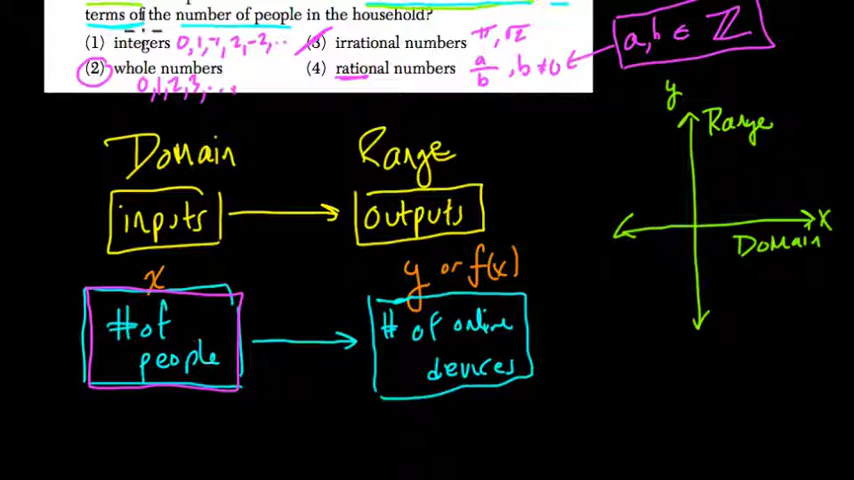 terms of the number of people in the household?
(1) integers 0,1,-1,2,-2,.. (3) irrational numbers π,√2
(2) whole numbers (4) rational numbers a/b , b≠0 a,b ∈ ℤ
0,1,2,3,...
y
Range
x
Domain
Domain Range
inputs outputs
x y or f(x)
# of people # of online devices